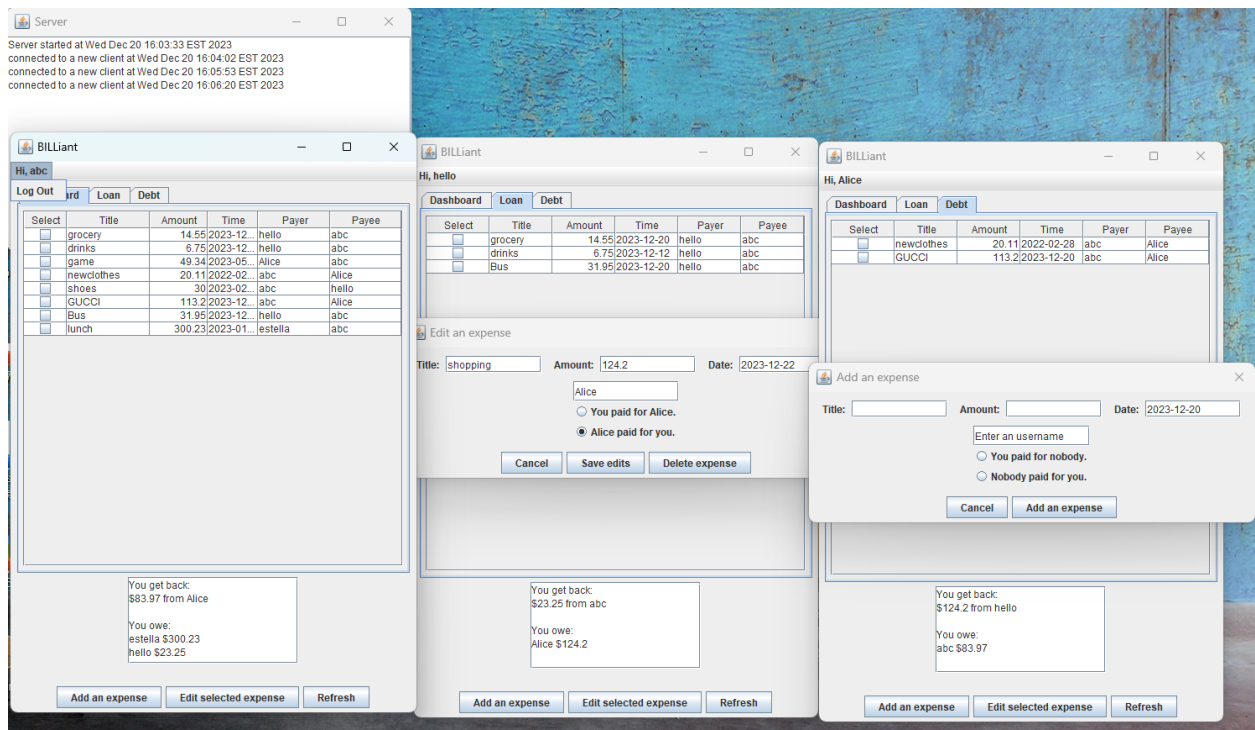 Server
Server started at Wed Dec 20 16:03:33 EST 2023
connected to a new client at Wed Dec 20 16:04:02 EST 2023
connected to a new client at Wed Dec 20 16:05:53 EST 2023
connected to a new client at Wed Dec 20 16:06:20 EST 2023
BILLiant
Hi, abc
Log Out
rd Loan Debt
Select Title Amount Time Payer Payee
grocery 14.55 2023-12... hello abc
drinks 6.75 2023-12... hello abc
game 49.34 2023-05... Alice abc
newclothes 20.11 2022-02... abc Alice
shoes 30 2023-02... abc hello
GUCCI 113.2 2023-12... abc Alice
Bus 31.95 2023-12... hello abc
lunch 300.23 2023-01... estella abc
You get back:
$83.97 from Alice
You owe:
estella $300.23
hello $23.25
Add an expense Edit selected expense Refresh
BILLiant
Hi, hello
Dashboard Loan Debt
Select Title Amount Time Payer Payee
grocery 14.55 2023-12-20 hello abc
drinks 6.75 2023-12-12 hello abc
Bus 31.95 2023-12-20 hello abc
Edit an expense
Title: shopping Amount: 124.2 Date: 2023-12-22
Alice
You paid for Alice.
Alice paid for you.
Cancel Save edits Delete expense
You get back:
$23.25 from abc
You owe:
Alice $124.2
Add an expense Edit selected expense Refresh
BILLiant
Hi, Alice
Dashboard Loan Debt
Select Title Amount Time Payer Payee
newclothes 20.11 2022-02-28 abc Alice
GUCCI 113.2 2023-12-20 abc Alice
Add an expense
Title: Amount: Date: 2023-12-20
Enter an username
You paid for nobody.
Nobody paid for you.
Cancel Add an expense
You get back:
$124.2 from hello
You owe:
abc $83.97
Add an expense Edit selected expense Refresh